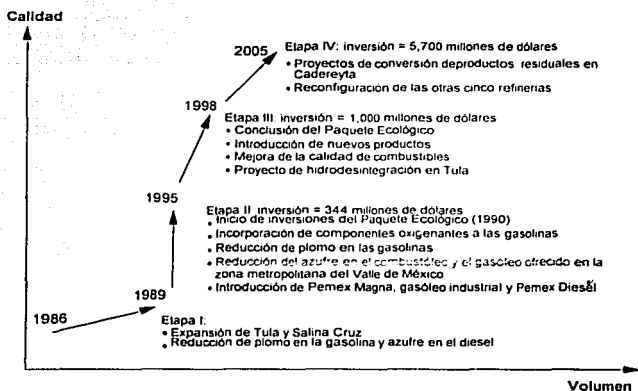 Calidad
2005
Etapa IV: inversión = 5,700 millones de dólares
• Proyectos de conversión deproductos residuales en
Cadereyta
• Reconfiguración de las otras cinco refinerias
1998
Etapa III: inversión = 1,000 millones de dólares
• Conclusión del Paquete Ecológico
• Introducción de nuevos productos
• Mejora de la calidad de combustibles
• Proyecto de hidrodesintegración en Tula
1995
Etapa II inversión = 344 millones de dólares
• Inicio de inversiones del Paquete Ecológico (1990)
• Incorporación de componentes oxigenantes a las gasolinas
• Reducción de plomo en las gasolinas
• Reducción del azufre en el combustóleo y el gasóleo ofrecido en la
zona metropolitana del Valle de México
• Introducción de Pemex Magna, gasóleo industrial y Pemex Diesel
1989
1986
Etapa I:
• Expansión de Tula y Salina Cruz
• Reducción de plomo en la gasolina y azufre en el diesel
Volumen